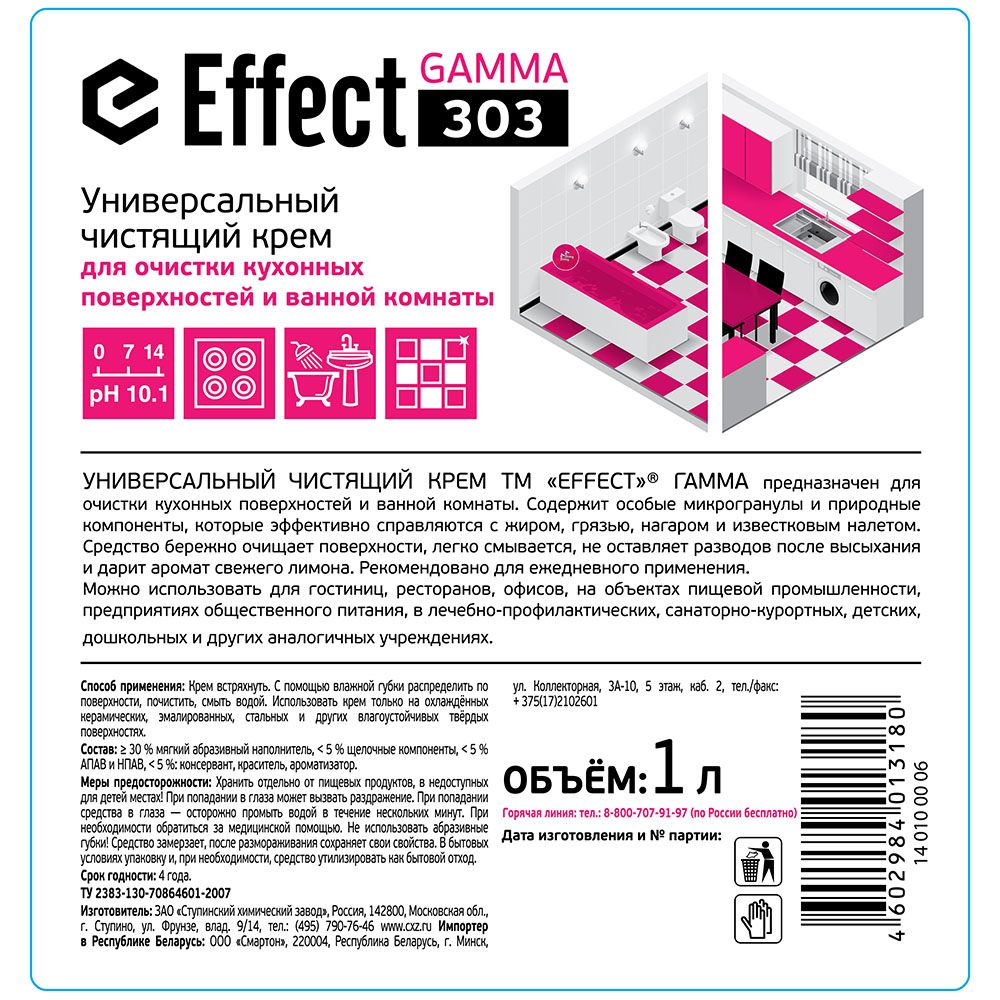 Effect GAMMA
303
Универсальный
чистящий крем
для очистки кухонных
поверхностей и ванной комнаты
0 7 14
pH 10.1
УНИВЕРСАЛЬНЫЙ ЧИСТЯЩИЙ КРЕМ ТМ «EFFECT»® ГАММА предназначен для
очистки кухонных поверхностей и ванной комнаты. Содержит особые микрогранулы и природные
компоненты, которые эффективно справляются с жиром, грязью, нагаром и известковым налетом.
Средство бережно очищает поверхности, легко смывается, не оставляет разводов после высыхания
и дарит аромат свежего лимона. Рекомендовано для ежедневного применения.
Можно использовать для гостиниц, ресторанов, офисов, на объектах пищевой промышленности,
предприятиях общественного питания, в лечебно-профилактических, санаторно-курортных, детских,
дошкольных и других аналогичных учреждениях.
Способ применения: Крем встряхнуть. С помощью влажной губки распределить по
поверхности, почистить, смыть водой. Использовать крем только на охлаждённых
керамических, эмалированных, стальных и других влагоустойчивых твёрдых
поверхностях.
Состав: ≥ 30 % мягкий абразивный наполнитель, < 5 % щелочные компоненты, < 5 %
АПАВ и НПАВ, < 5 %: консервант, краситель, ароматизатор.
Меры предосторожности: Хранить отдельно от пищевых продуктов, в недоступных
для детей местах! При попадании в глаза может вызвать раздражение. При попадании
средства в глаза — осторожно промыть водой в течение нескольких минут. При
необходимости обратиться за медицинской помощью. Не использовать абразивные
губки! Средство замерзает, после размораживания сохраняет свои свойства. В бытовых
условиях упаковку и, при необходимости, средство утилизировать как бытовой отход.
Срок годности: 4 года.
ТУ 2383-130-70864601-2007
Изготовитель: ЗАО «Ступинский химический завод», Россия, 142800, Московская обл.,
г. Ступино, ул. Фрунзе, влад. 9/14, тел.: (495) 790-76-46 www.cxz.ru Импортер
в Республике Беларусь: ООО «Смартон», 220004, Республика Беларусь, г. Минск,
ул. Коллекторная, 3А-10, 5 этаж, каб. 2, тел./факс:
+ 375(17)2102601
ОБЪЁМ: 1 л
Горячая линия: тел.: 8-800-707-91-97 (по России бесплатно)
Дата изготовления и № партии:
4 602984 013180
14010 00 06